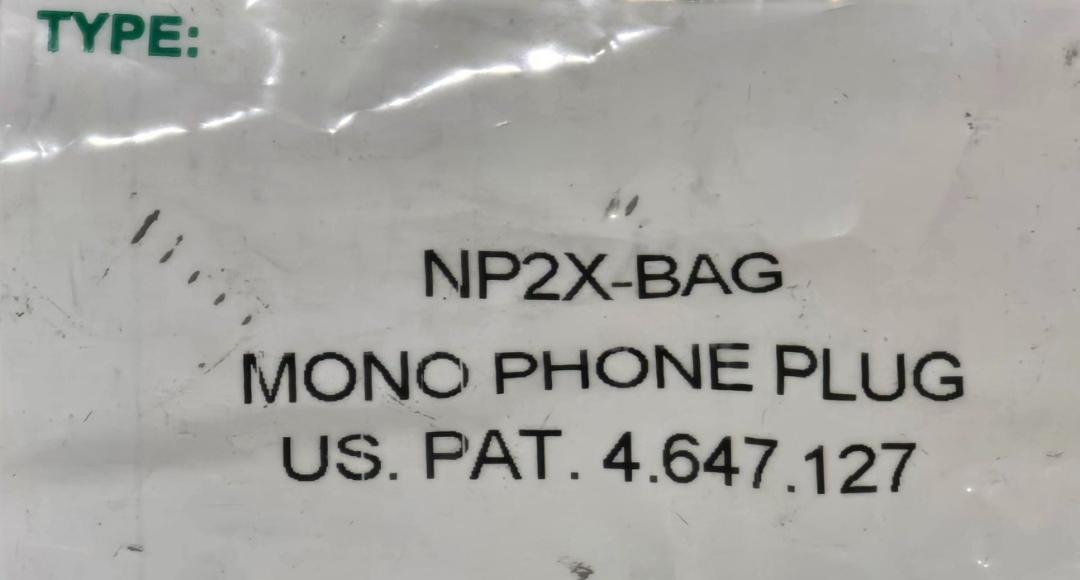 TYPE:
NP2X-BAG
MONO PHONE PLUG
US. PAT. 4.647.127